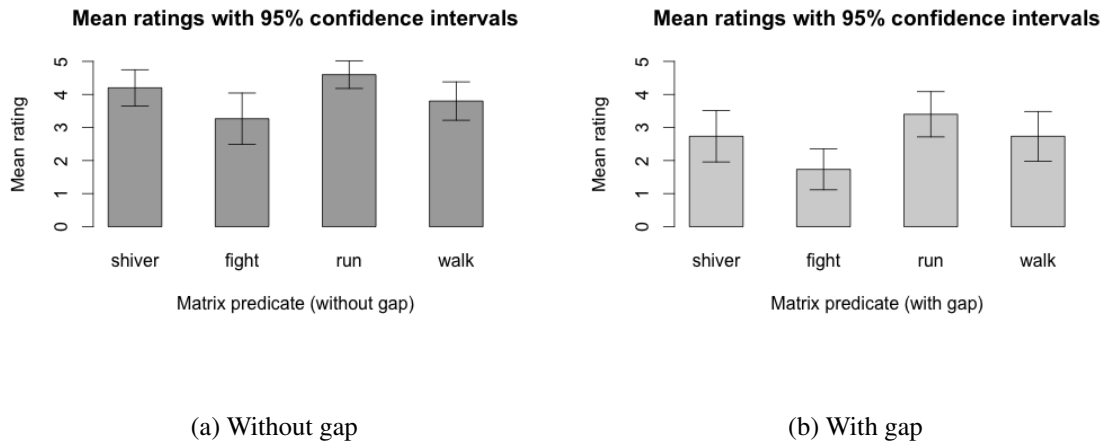 Mean ratings with 95% confidence intervals
Mean rating
5
4
3
2
1
0
shiver fight run walk
Matrix predicate (without gap)
(a) Without gap
Mean ratings with 95% confidence intervals
Mean rating
5
4
3
2
1
0
shiver fight run walk
Matrix predicate (with gap)
(b) With gap